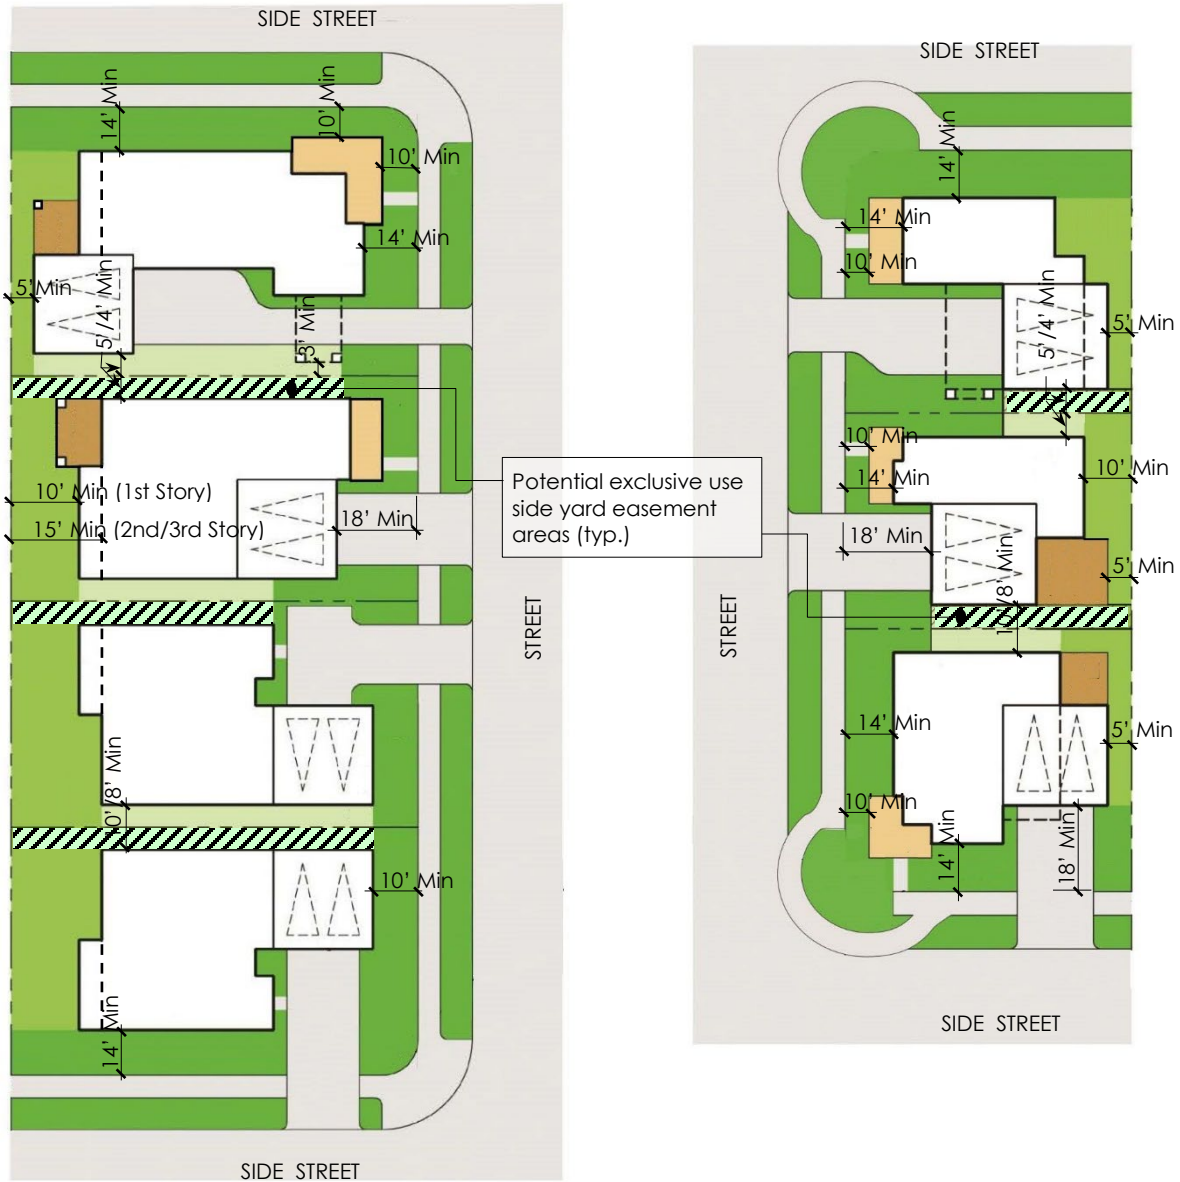 SIDE STREET
14' Min
10' Min
10' Min
14' Min
5' Min
5'/4' Min
3' Min
10' Min (1st Story)
15' Min (2nd/3rd Story)
18' Min
STREET
10'/8' Min
10' Min
14' Min
SIDE STREET
Potential exclusive use
side yard easement
areas (typ.)
SIDE STREET
14' Min
14' Min
10' Min
5'/4' Min
5' Min
10' Min
14' Min
10' Min
18' Min
5' Min
10'/8' Min
STREET
14' Min
5' Min
10' Min
14' Min
18' Min
SIDE STREET